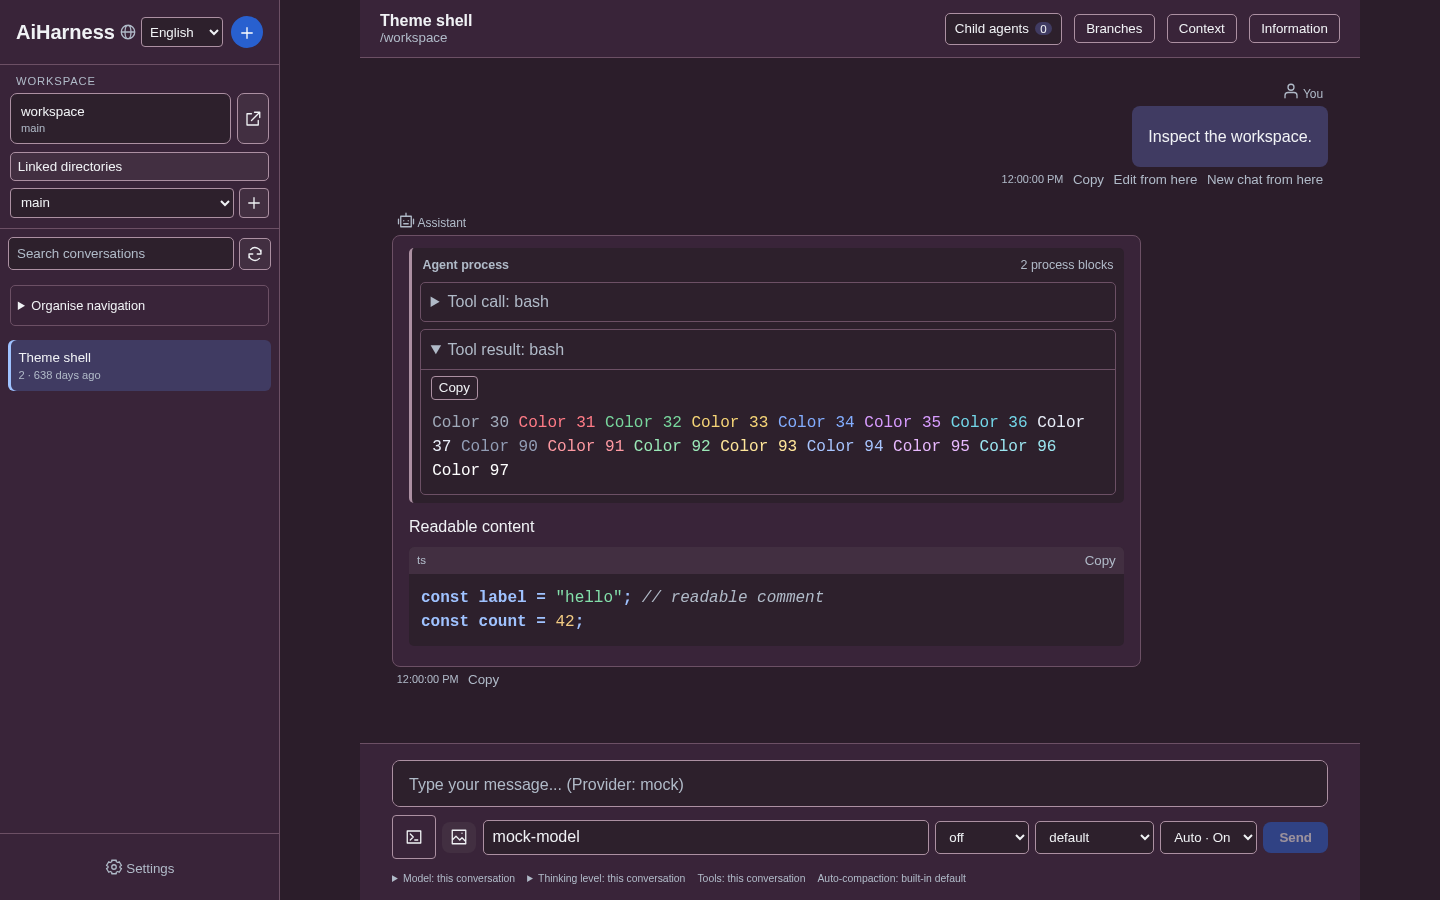 AiHarness
English
WORKSPACE
workspace
main
Linked directories
main
Search conversations
Organise navigation
Theme shell
2 · 638 days ago
Settings
Theme shell
/workspace
Child agents 0
Branches
Context
Information
You
Inspect the workspace.
12:00:00 PM Copy Edit from here New chat from here
Assistant
Agent process
2 process blocks
Tool call: bash
Tool result: bash
Copy
Color 30 Color 31 Color 32 Color 33 Color 34 Color 35 Color 36 Color
37 Color 90 Color 91 Color 92 Color 93 Color 94 Color 95 Color 96
Color 97
Readable content
ts
Copy
const label = "hello"; // readable comment
const count = 42;
12:00:00 PM Copy
Type your message... (Provider: mock)
mock-model
off
default
Auto · On
Send
Model: this conversation
Thinking level: this conversation
Tools: this conversation
Auto-compaction: built-in default